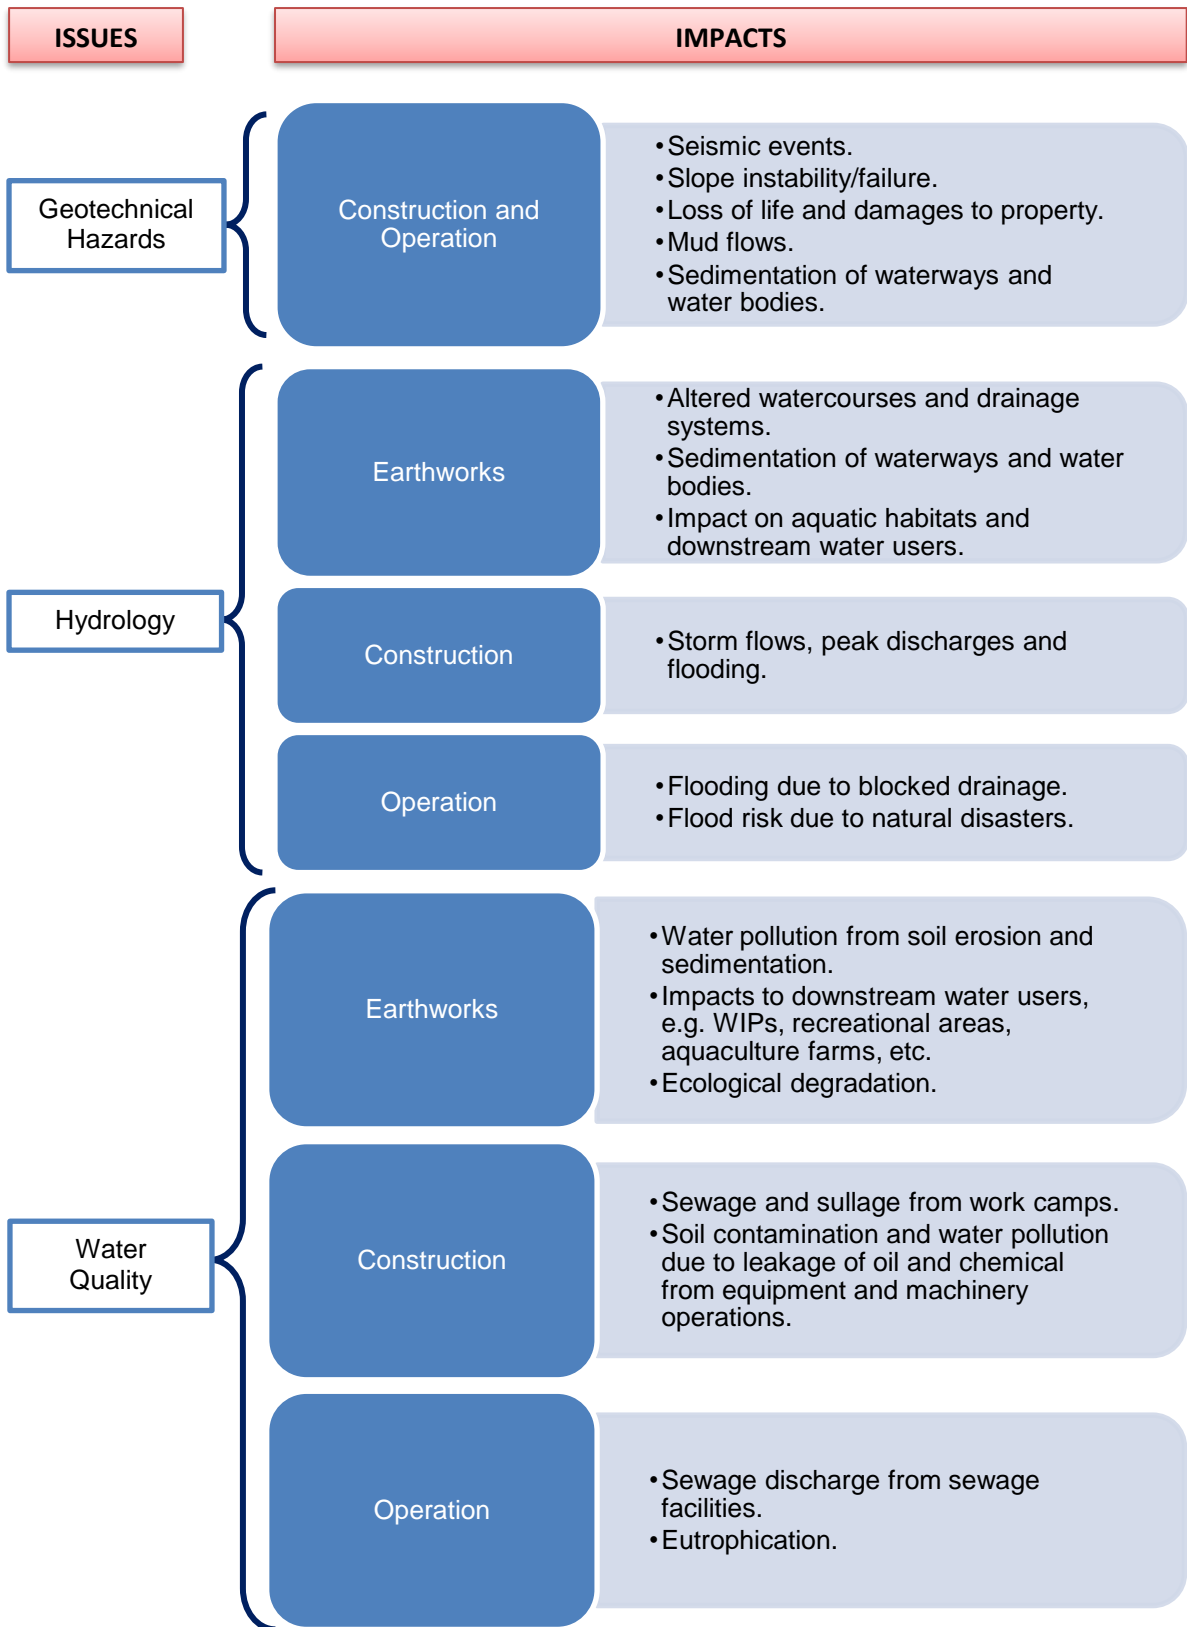 ISSUES
IMPACTS
Geotechnical
Hazards
Construction and
Operation
•Seismic events.
•Slope instability/failure.
•Loss of life and damages to property.
•Mud flows.
•Sedimentation of waterways and
water bodies.
Hydrology
Earthworks
•Altered watercourses and drainage
systems.
•Sedimentation of waterways and water
bodies.
•Impact on aquatic habitats and
downstream water users.
Construction
•Storm flows, peak discharges and
flooding.
Operation
•Flooding due to blocked drainage.
•Flood risk due to natural disasters.
Water
Quality
Earthworks
•Water pollution from soil erosion and
sedimentation.
•Impacts to downstream water users,
e.g. WIPs, recreational areas,
aquaculture farms, etc.
•Ecological degradation.
Construction
•Sewage and sullage from work camps.
•Soil contamination and water pollution
due to leakage of oil and chemical
from equipment and machinery
operations.
Operation
•Sewage discharge from sewage
facilities.
•Eutrophication.